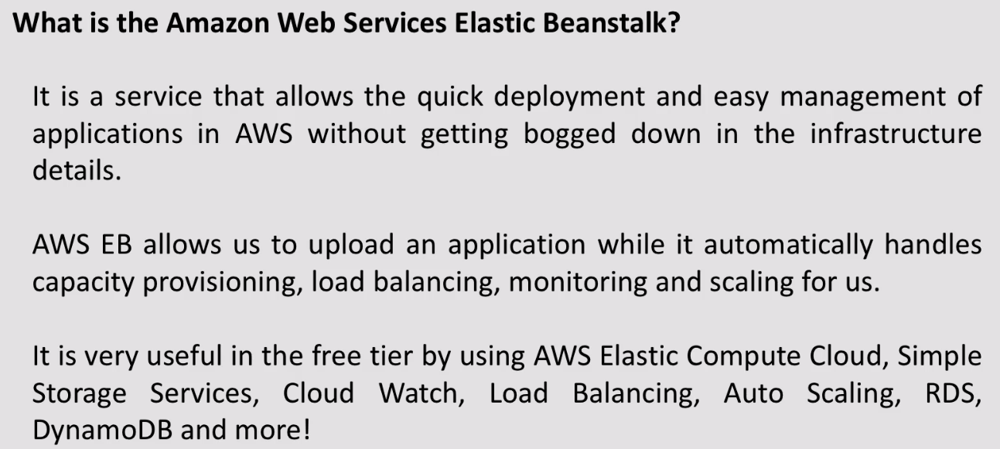 What is the Amazon Web Services Elastic Beanstalk?
It is a service that allows the quick deployment and easy management of
applications in AWS without getting bogged down in the infrastructure
details.
AWS EB allows us to upload an application while it automatically handles
capacity provisioning, load balancing, monitoring and scaling for us.
It is very useful in the free tier by using AWS Elastic Compute Cloud, Simple
Storage Services, Cloud Watch, Load Balancing, Auto Scaling, RDS,
DynamoDB and more!